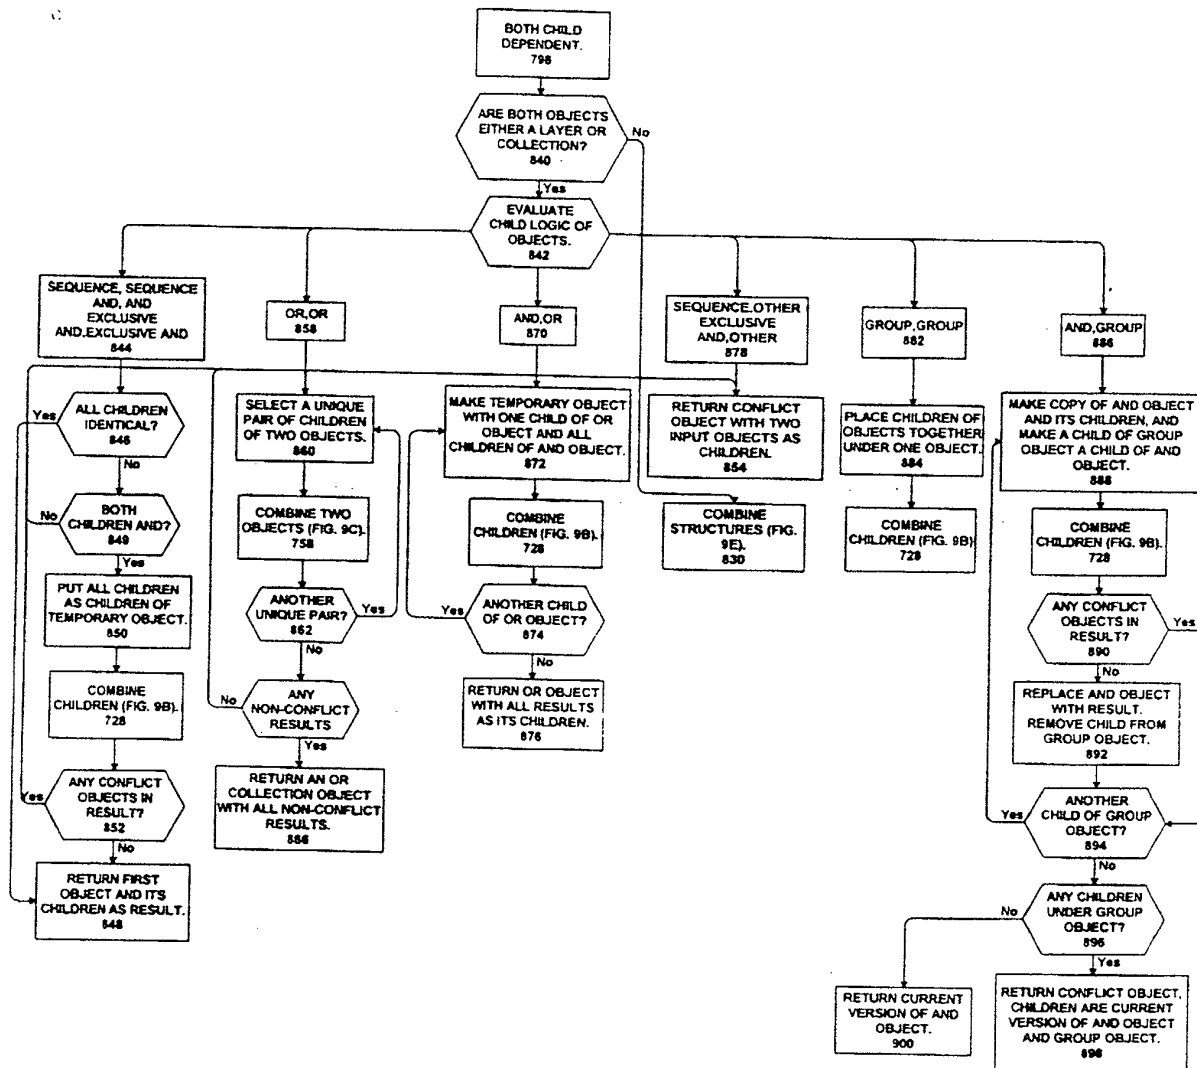 BOTH CHILD
DEPENDENT.
798
ARE BOTH OBJECTS
EITHER A LAYER OR
COLLECTION?
840
No
Yes
EVALUATE
CHILD LOGIC OF
OBJECTS.
842
SEQUENCE, SEQUENCE
AND, AND
EXCLUSIVE
AND,EXCLUSIVE AND
844
OR,OR
858
AND,OR
870
SEQUENCE,OTHER
EXCLUSIVE
AND,OTHER
878
GROUP,GROUP
882
AND,GROUP
886
Yes
ALL CHILDREN
IDENTICAL?
846
No
No
BOTH
CHILDREN AND?
849
Yes
PUT ALL CHILDREN
AS CHILDREN OF
TEMPORARY OBJECT.
850
COMBINE
CHILDREN (FIG. 9B).
728
Yes
ANY CONFLICT
OBJECTS IN
RESULT?
852
No
RETURN FIRST
OBJECT AND ITS
CHILDREN AS RESULT.
848
SELECT A UNIQUE
PAIR OF CHILDREN
OF TWO OBJECTS.
860
COMBINE TWO
OBJECTS (FIG. 9C).
758
ANOTHER
UNIQUE PAIR?
862
Yes
No
No
ANY
NON-CONFLICT
RESULTS
Yes
RETURN AN OR
COLLECTION OBJECT
WITH ALL NON-CONFLICT
RESULTS.
866
MAKE TEMPORARY OBJECT
WITH ONE CHILD OF OR
OBJECT AND ALL
CHILDREN OF AND OBJECT.
872
COMBINE
CHILDREN (FIG. 9B).
728
Yes
ANOTHER CHILD
OF OR OBJECT?
874
No
RETURN OR OBJECT
WITH ALL RESULTS
AS ITS CHILDREN.
876
RETURN CONFLICT
OBJECT WITH TWO
INPUT OBJECTS AS
CHILDREN.
854
COMBINE
STRUCTURES (FIG.
9E).
830
PLACE CHILDREN OF
OBJECTS TOGETHER
UNDER ONE OBJECT.
884
COMBINE
CHILDREN (FIG. 9B)
728
MAKE COPY OF AND OBJECT
AND ITS CHILDREN, AND
MAKE A CHILD OF GROUP
OBJECT A CHILD OF AND
OBJECT.
888
COMBINE
CHILDREN (FIG. 9B).
728
ANY CONFLICT
OBJECTS IN
RESULT?
890
Yes
No
REPLACE AND OBJECT
WITH RESULT.
REMOVE CHILD FROM
GROUP OBJECT.
892
Yes
ANOTHER
CHILD OF GROUP
OBJECT?
894
No
No
ANY CHILDREN
UNDER GROUP
OBJECT?
896
Yes
RETURN CURRENT
VERSION OF AND
OBJECT.
900
RETURN CONFLICT OBJECT.
CHILDREN ARE CURRENT
VERSION OF AND OBJECT
AND GROUP OBJECT.
898